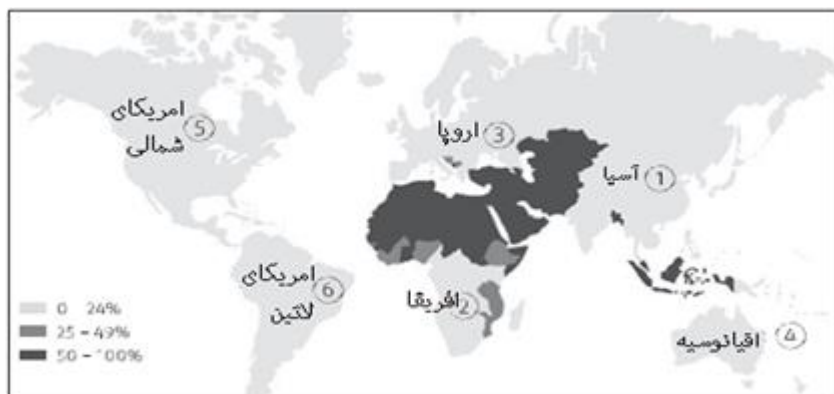 امریکای
شمالی
5
اروپا
3
آسیا
1
امریکای
لاتین
6
افریقا
2
اقیانوسیه
4
0 24%
25 – 49%
50 – 100%